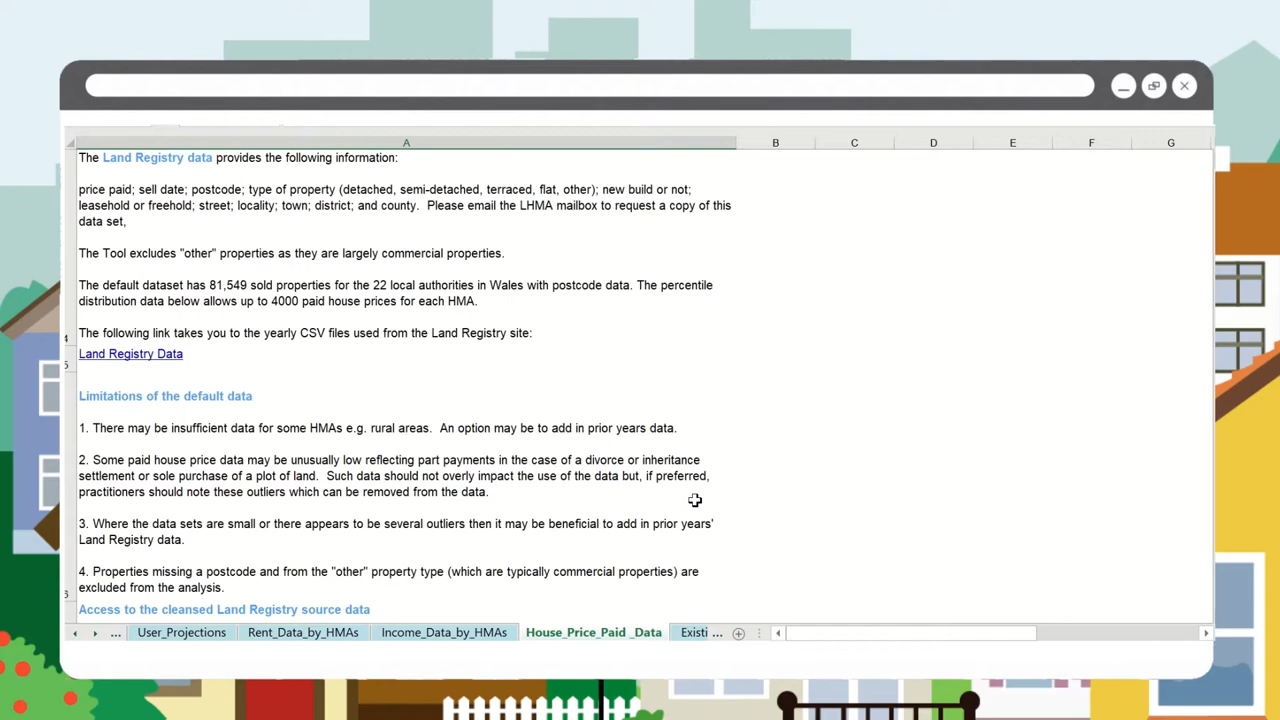 A B C D E F G
The Land Registry data provides the following information:
price paid; sell date; postcode; type of property (detached, semi-detached, terraced, flat, other); new build or not;
leasehold or freehold; street; locality; town; district; and county.  Please email the LHMA mailbox to request a copy of this
data set,
The Tool excludes "other" properties as they are largely commercial properties.
The default dataset has 81,549 sold properties for the 22 local authorities in Wales with postcode data. The percentile
distribution data below allows up to 4000 paid house prices for each HMA.
The following link takes you to the yearly CSV files used from the Land Registry site:
4
Land Registry Data
5
Limitations of the default data
1. There may be insufficient data for some HMAs e.g. rural areas.  An option may be to add in prior years data.
2. Some paid house price data may be unusually low reflecting part payments in the case of a divorce or inheritance
settlement or sole purchase of a plot of land.  Such data should not overly impact the use of the data but, if preferred,
practitioners should note these outliers which can be removed from the data.
3. Where the data sets are small or there appears to be several outliers then it may be beneficial to add in prior years'
Land Registry data.
4. Properties missing a postcode and from the "other" property type (which are typically commercial properties) are
excluded from the analysis.
6
Access to the cleansed Land Registry source data
... User_Projections Rent_Data_by_HMAs Income_Data_by_HMAs House_Price_Paid _Data Existi ...